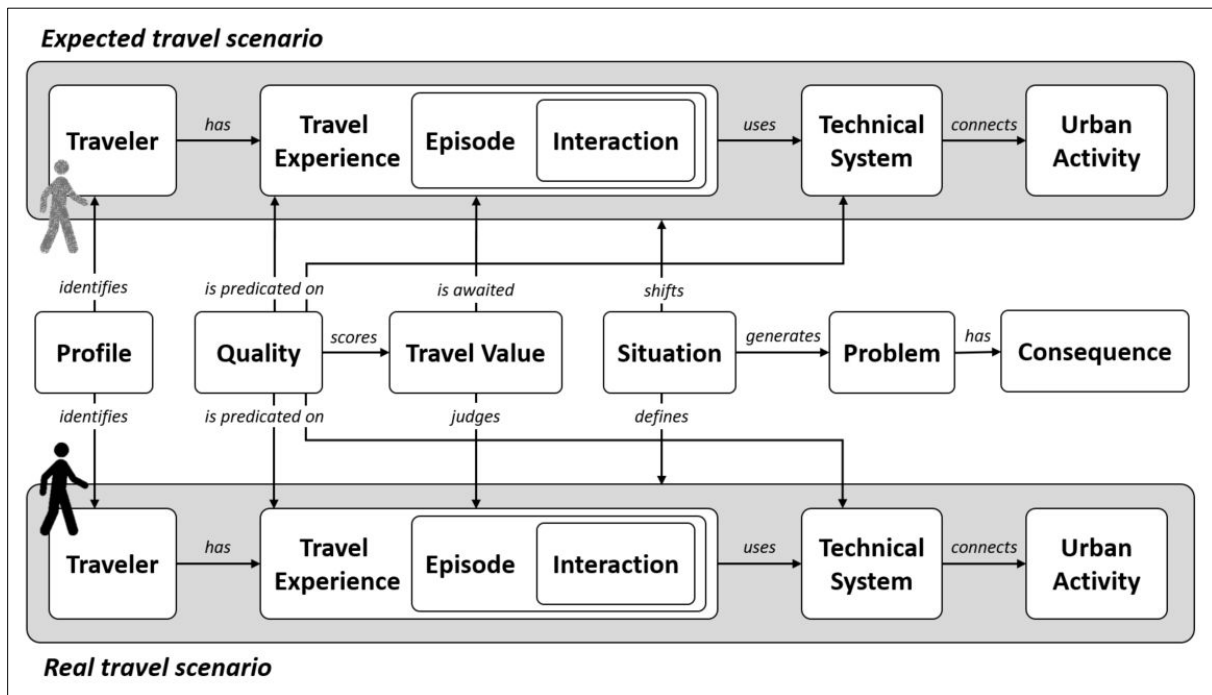 Expected travel scenario
Traveler
has
Travel
Experience
Episode
Interaction
uses
Technical
System
connects
Urban
Activity
identifies
is predicated on
is awaited
shifts
Profile
Quality
scores
Travel Value
Situation
generates
Problem
has
Consequence
identifies
is predicated on
judges
defines
Traveler
has
Travel
Experience
Episode
Interaction
uses
Technical
System
connects
Urban
Activity
Real travel scenario